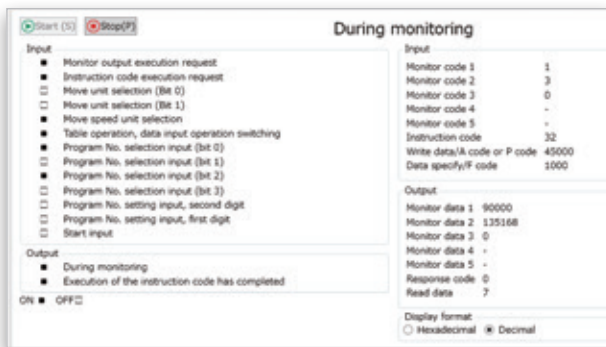 Start (S) Stop(P)
During monitoring
Input
Monitor output execution request
Instruction code execution request
Move unit selection (Bit 0)
Move unit selection (Bit 1)
Move speed unit selection
Table operation, data input operation switching
Program No. selection input (bit 0)
Program No. selection input (bit 1)
Program No. selection input (bit 2)
Program No. selection input (bit 3)
Program No. setting input, second digit
Program No. setting input, first digit
Start input
Output
During monitoring
Execution of the instruction code has completed
ON ■ OFF□
Input
Monitor code 1 1
Monitor code 2 3
Monitor code 3 0
Monitor code 4 -
Monitor code 5 -
Instruction code 32
Write data/A code or P code 45000
Data specify/F code 1000
Output
Monitor data 1 90000
Monitor data 2 135168
Monitor data 3 0
Monitor data 4 -
Monitor data 5 -
Response code 0
Read data 7
Display format
Hexadecimal Decimal